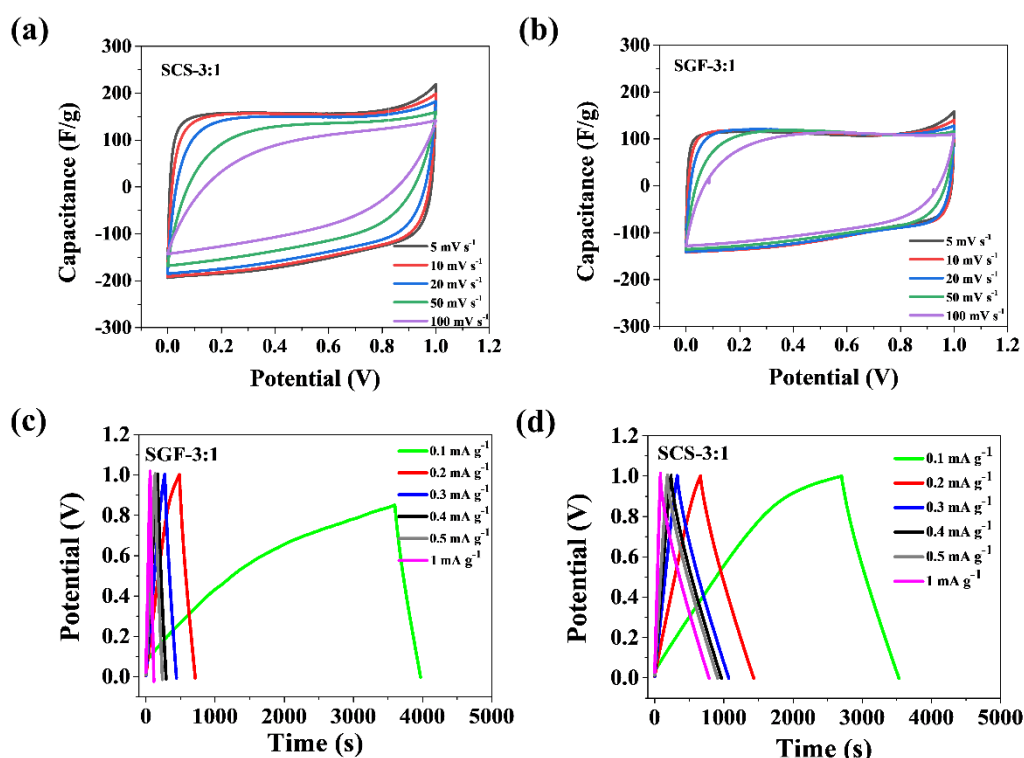 (a)
SCS-3:1
300
200
100
0
-100
-200
-300
Capacitance (F/g)
5 mV s⁻¹
10 mV s⁻¹
20 mV s⁻¹
50 mV s⁻¹
100 mV s⁻¹
0.0 0.2 0.4 0.6 0.8 1.0 1.2
Potential (V)
(b)
SGF-3:1
300
200
100
0
-100
-200
-300
Capacitance (F/g)
5 mV s⁻¹
10 mV s⁻¹
20 mV s⁻¹
50 mV s⁻¹
100 mV s⁻¹
0.0 0.2 0.4 0.6 0.8 1.0 1.2
Potential (V)
(c)
SGF-3:1
1.2
1.0
0.8
0.6
0.4
0.2
0.0
Potential (V)
0.1 mA g⁻¹
0.2 mA g⁻¹
0.3 mA g⁻¹
0.4 mA g⁻¹
0.5 mA g⁻¹
1 mA g⁻¹
0 1000 2000 3000 4000 5000
Time (s)
(d)
SCS-3:1
1.2
1.0
0.8
0.6
0.4
0.2
0.0
Potential (V)
0.1 mA g⁻¹
0.2 mA g⁻¹
0.3 mA g⁻¹
0.4 mA g⁻¹
0.5 mA g⁻¹
1 mA g⁻¹
0 1000 2000 3000 4000 5000
Time (s)